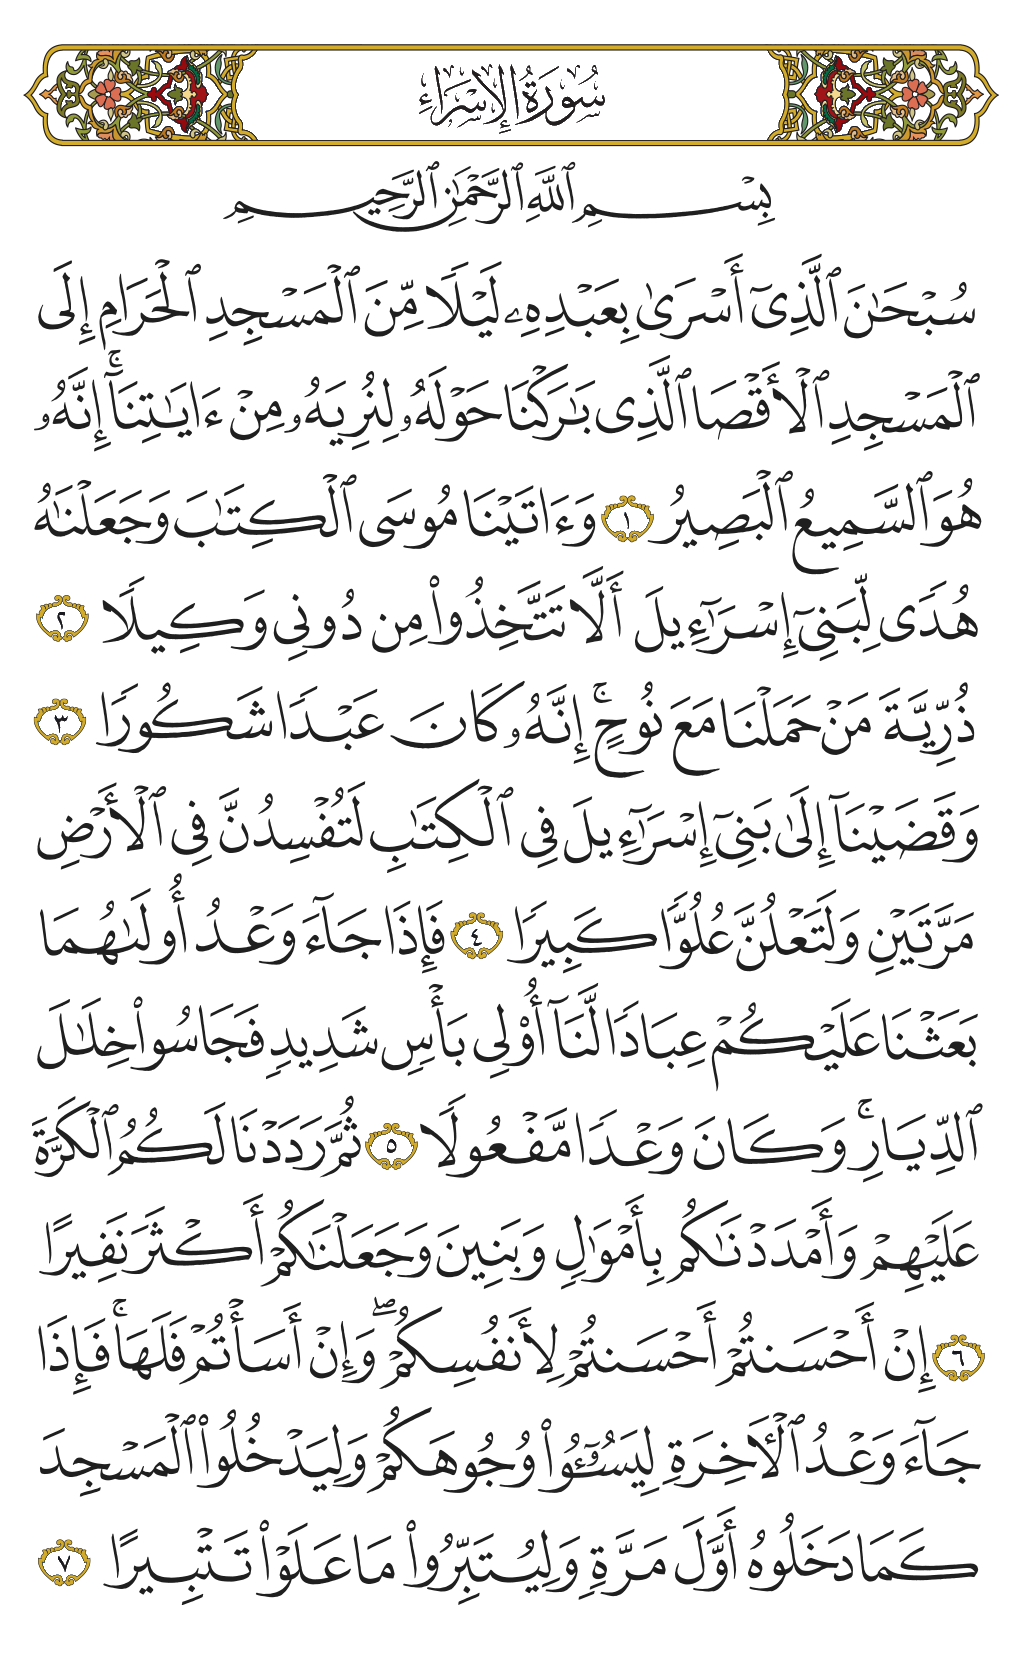 سُورَةُ الإِسْرَاءِ
بِسْمِ ٱللَّهِ ٱلرَّحْمَٰنِ ٱلرَّحِيمِ
سُبْحَٰنَ ٱلَّذِىٓ أَسْرَىٰ بِعَبْدِهِۦ لَيْلًا مِّنَ ٱلْمَسْجِدِ ٱلْحَرَامِ إِلَى
ٱلْمَسْجِدِ ٱلْأَقْصَا ٱلَّذِى بَٰرَكْنَا حَوْلَهُۥ لِنُرِيَهُۥ مِنْ ءَايَٰتِنَآ ۚ إِنَّهُۥ
هُوَ ٱلسَّمِيعُ ٱلْبَصِيرُ ١ وَءَاتَيْنَا مُوسَى ٱلْكِتَٰبَ وَجَعَلْنَٰهُ
هُدًى لِّبَنِىٓ إِسْرَٰٓءِيلَ أَلَّا تَتَّخِذُوا۟ مِن دُونِى وَكِيلًا ٢
ذُرِّيَّةَ مَنْ حَمَلْنَا مَعَ نُوحٍ ۚ إِنَّهُۥ كَانَ عَبْدًا شَكُورًا ٣
وَقَضَيْنَآ إِلَىٰ بَنِىٓ إِسْرَٰٓءِيلَ فِى ٱلْكِتَٰبِ لَتُفْسِدُنَّ فِى ٱلْأَرْضِ
مَرَّتَيْنِ وَلَتَعْلُنَّ عُلُوًّا كَبِيرًا ٤ فَإِذَا جَآءَ وَعْدُ أُولَىٰهُمَا
بَعَثْنَا عَلَيْكُمْ عِبَادًا لَّنَآ أُو۟لِى بَأْسٍ شَدِيدٍ فَجَاسُوا۟ خِلَٰلَ
ٱلدِّيَارِ ۚ وَكَانَ وَعْدًا مَّفْعُولًا ٥ ثُمَّ رَدَدْنَا لَكُمُ ٱلْكَرَّةَ
عَلَيْهِمْ وَأَمْدَدْنَٰكُم بِأَمْوَٰلٍ وَبَنِينَ وَجَعَلْنَٰكُمْ أَكْثَرَ نَفِيرًا
٦ إِنْ أَحْسَنتُمْ أَحْسَنتُمْ لِأَنفُسِكُمْ ۖ وَإِنْ أَسَأْتُمْ فَلَهَا ۚ فَإِذَا
جَآءَ وَعْدُ ٱلْءَاخِرَةِ لِيَسُۥٓـُٔوا۟ وُجُوهَكُمْ وَلِيَدْخُلُوا۟ ٱلْمَسْجِدَ
كَمَا دَخَلُوهُ أَوَّلَ مَرَّةٍ وَلِيُتَبِّرُوا۟ مَا عَلَوْا۟ تَتْبِيرًا ٧